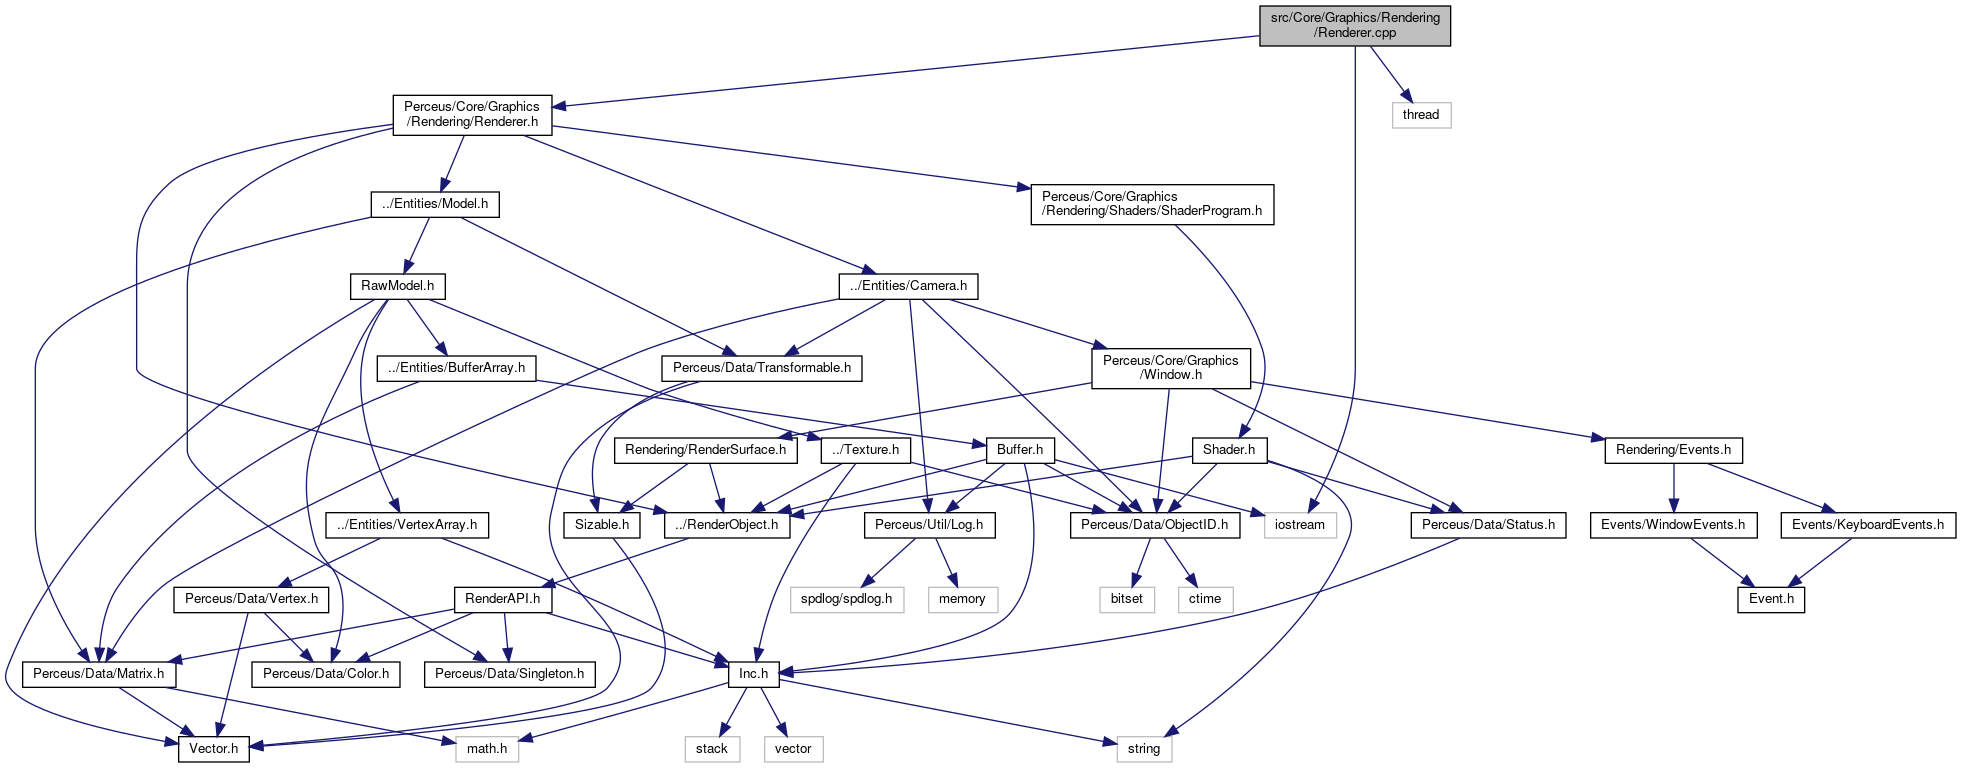 src/Core/Graphics/Rendering
/Renderer.cpp
Perceus/Core/Graphics
/Rendering/Renderer.h
thread
../Entities/Model.h
Perceus/Core/Graphics
/Rendering/Shaders/ShaderProgram.h
RawModel.h
../Entities/Camera.h
../Entities/BufferArray.h
Perceus/Data/Transformable.h
Perceus/Core/Graphics
/Window.h
Rendering/RenderSurface.h
../Texture.h
Buffer.h
Shader.h
Rendering/Events.h
../Entities/VertexArray.h
Sizable.h
../RenderObject.h
Perceus/Util/Log.h
Perceus/Data/ObjectID.h
iostream
Perceus/Data/Status.h
Events/WindowEvents.h
Events/KeyboardEvents.h
Perceus/Data/Vertex.h
RenderAPI.h
spdlog/spdlog.h
memory
bitset
ctime
Event.h
Perceus/Data/Matrix.h
Perceus/Data/Color.h
Perceus/Data/Singleton.h
Inc.h
Vector.h
math.h
stack
vector
string